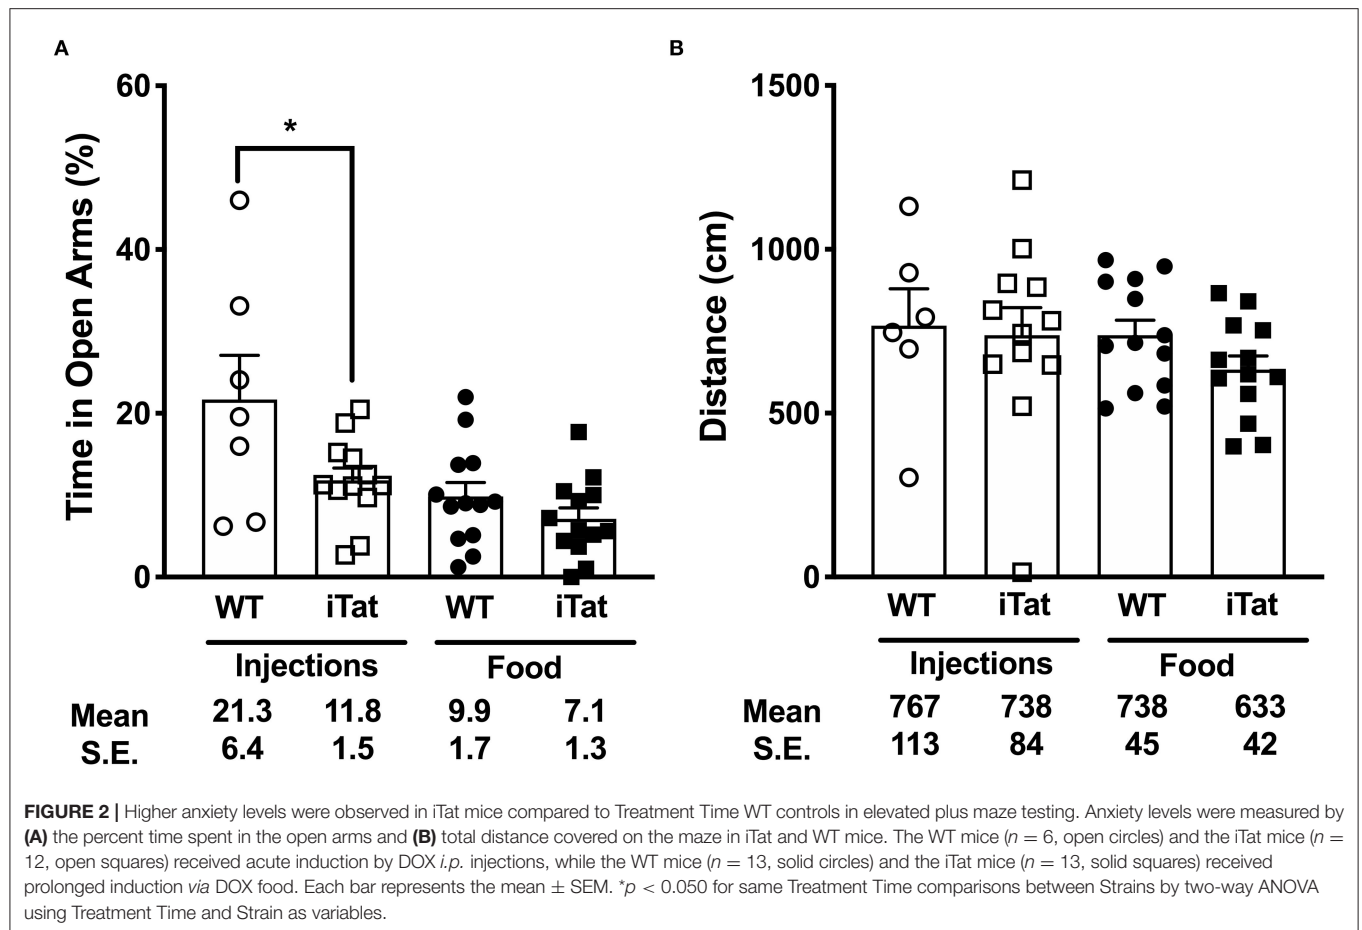 A
B
60
40
20
0
Time in Open Arms (%)
*
WT iTat WT iTat
Injections Food
Mean 21.3 11.8 9.9 7.1
S.E. 6.4 1.5 1.7 1.3
1500
1000
500
0
Distance (cm)
WT iTat WT iTat
Injections Food
Mean 767 738 738 633
S.E. 113 84 45 42
FIGURE 2 | Higher anxiety levels were observed in iTat mice compared to Treatment Time WT controls in elevated plus maze testing. Anxiety levels were measured by
(A) the percent time spent in the open arms and (B) total distance covered on the maze in iTat and WT mice. The WT mice (n = 6, open circles) and the iTat mice (n =
12, open squares) received acute induction by DOX i.p. injections, while the WT mice (n = 13, solid circles) and the iTat mice (n = 13, solid squares) received
prolonged induction via DOX food. Each bar represents the mean ± SEM. *p < 0.050 for same Treatment Time comparisons between Strains by two-way ANOVA
using Treatment Time and Strain as variables.